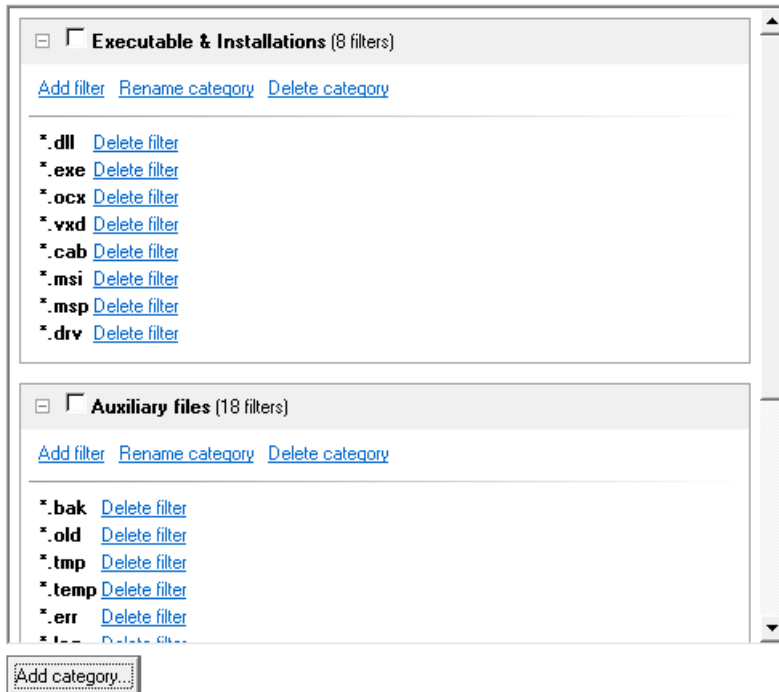 Executable & Installations (8 filters)
Add filter Rename category Delete category
*.dll Delete filter
*.exe Delete filter
*.ocx Delete filter
*.vxd Delete filter
*.cab Delete filter
*.msi Delete filter
*.msp Delete filter
*.drv Delete filter
Auxiliary files (18 filters)
Add filter Rename category Delete category
*.bak Delete filter
*.old Delete filter
*.tmp Delete filter
*.temp Delete filter
*.err Delete filter
Delete filter
Add category...